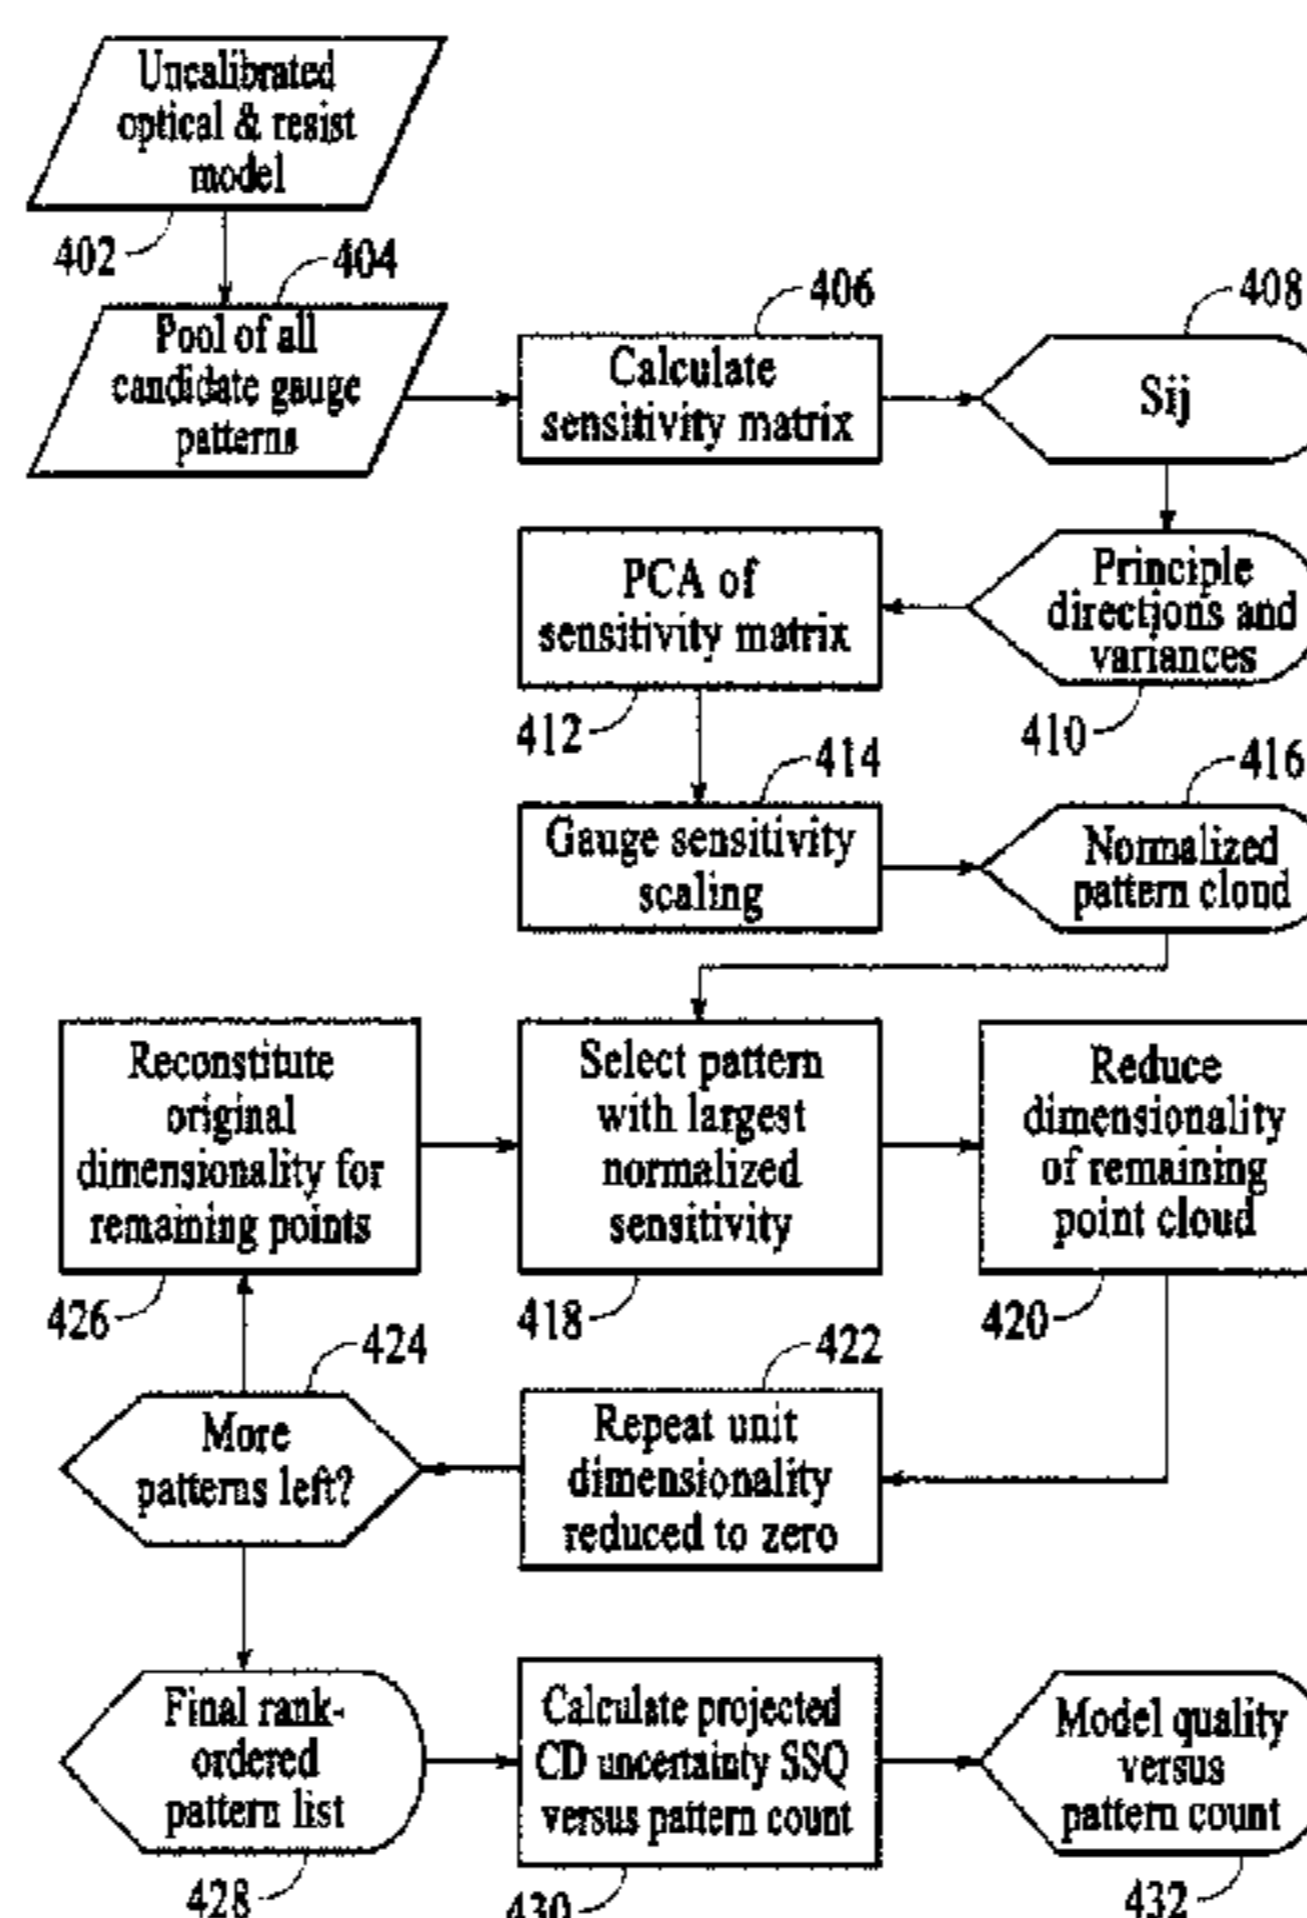 Uncalibrated
optical & resist
model
402
404
Pool of all
candidate gauge
patterns
406
Calculate
sensitivity matrix
408
Sij
PCA of
sensitivity matrix
412
Principle
directions and
variances
410
414
Gauge sensitivity
scaling
416
Normalized
pattern cloud
Reconstitute
original
dimensionality for
remaining points
426
Select pattern
with largest
normalized
sensitivity
418
Reduce
dimensionality
of remaining
point cloud
420
424
More
patterns left?
422
Repeat unit
dimensionality
reduced to zero
Final rank-
ordered
pattern list
428
Calculate projected
CD uncertainty SSQ
versus pattern count
430
Model quality
versus
pattern count
432